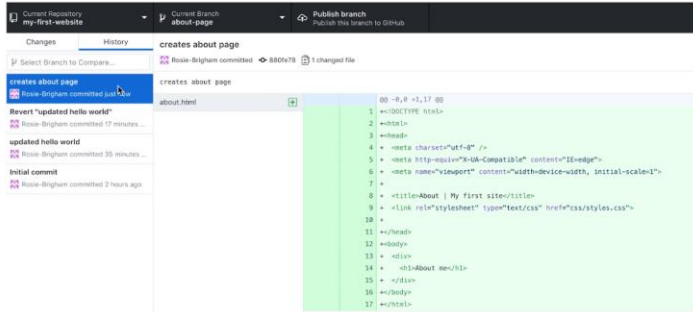 Current Repository
my-first-website
Current Branch
about-page
Publish branch
Publish this branch to GitHub
Changes
History
Select Branch to Compare...
creates about page
Rosie-Brigham committed just now
Revert "updated hello world"
Rosie-Brigham committed 17 minutes ...
updated hello world
Rosie-Brigham committed 35 minutes ...
Initial commit
Rosie-Brigham committed 2 hours ago
creates about page
Rosie-Brigham committed 880fe78 1 changed file
creates about page
about.html
@@ -0,0 +1,17 @@
1 +<!DOCTYPE html>
2 +<html>
3 +<head>
4 + <meta charset="utf-8" />
5 + <meta http-equiv="X-UA-Compatible" content="IE=edge">
6 + <meta name="viewport" content="width=device-width, initial-scale=1">
7 +
8 + <title>About | My first site</title>
9 + <link rel="stylesheet" type="text/css" href="css/styles.css">
10 +
11 +</head>
12 +<body>
13 + <div>
14 + <h1>About me</h1>
15 + </div>
16 +</body>
17 +</html>